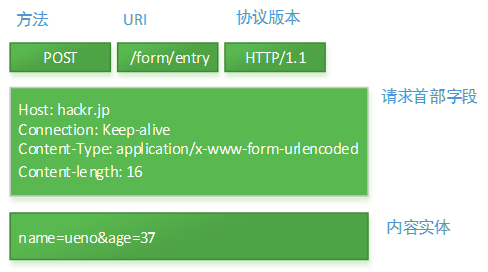 方法 URI 协议版本
POST /form/entry HTTP/1.1
请求首部字段
Host: hackr.jp
Connection: Keep-alive
Content-Type: application/x-www-form-urlencoded
Content-length: 16
内容实体
name=ueno&age=37